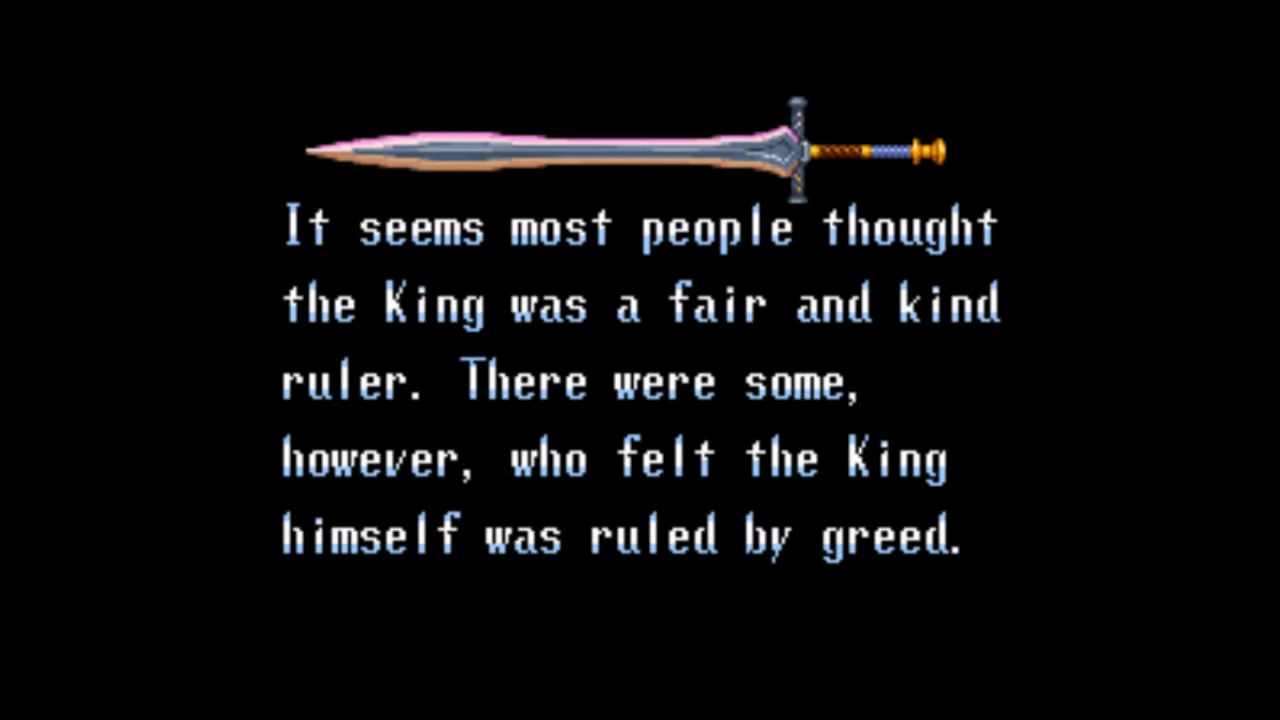 It seems most people thought
the King was a fair and kind
ruler. There were some,
however, who felt the King
himself was ruled by greed.